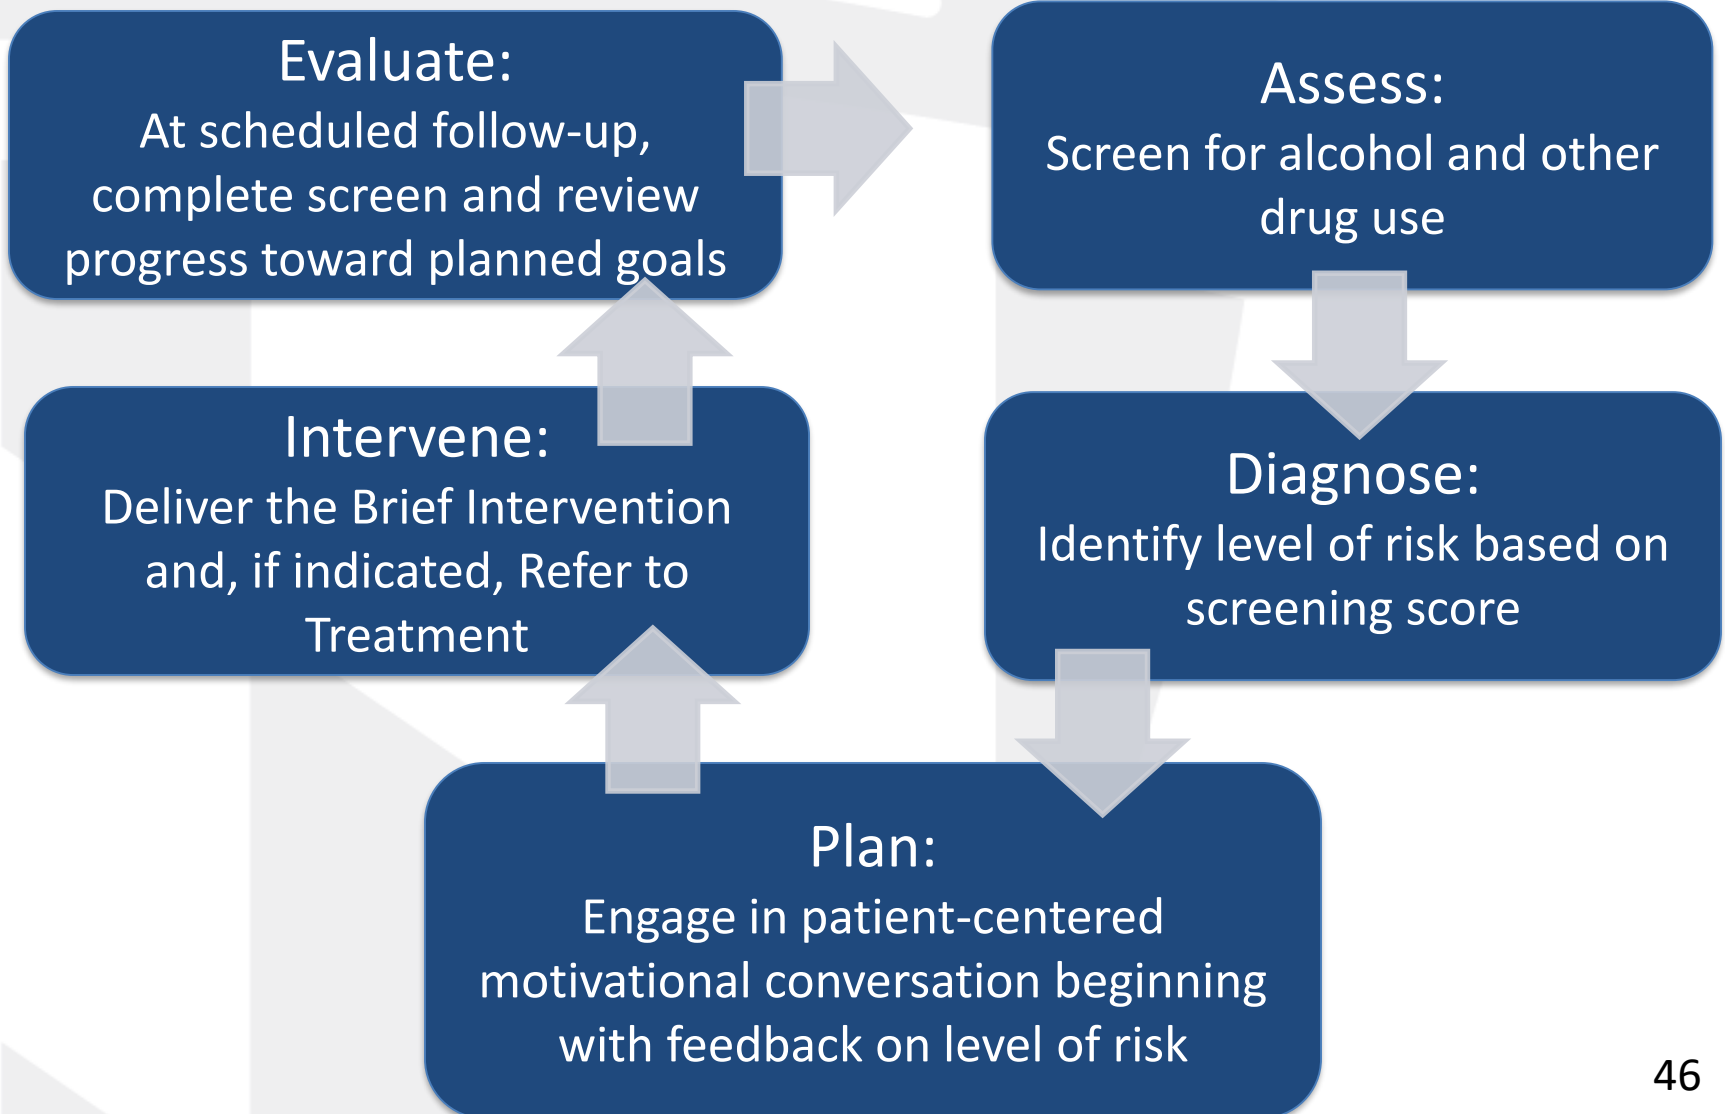 Evaluate:
At scheduled follow-up,
complete screen and review
progress toward planned goals
Assess:
Screen for alcohol and other
drug use
Intervene:
Deliver the Brief Intervention
and, if indicated, Refer to
Treatment
Diagnose:
Identify level of risk based on
screening score
Plan:
Engage in patient-centered
motivational conversation beginning
with feedback on level of risk
46